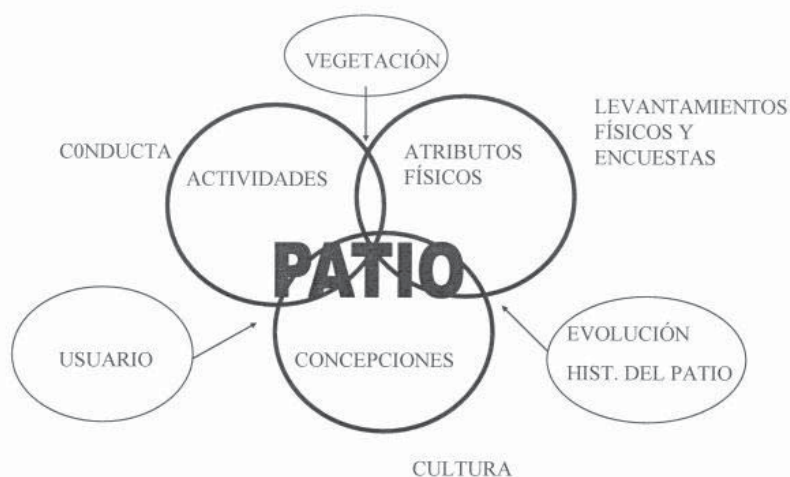 VEGETACIÓN
LEVANTAMIENTOS
FÍSICOS Y
ENCUESTAS
C0NDUCTA
ATRIBUTOS
FÍSICOS
ACTIVIDADES
PATIO
USUARIO
CONCEPCIONES
EVOLUCIÓN
HIST. DEL PATIO
CULTURA